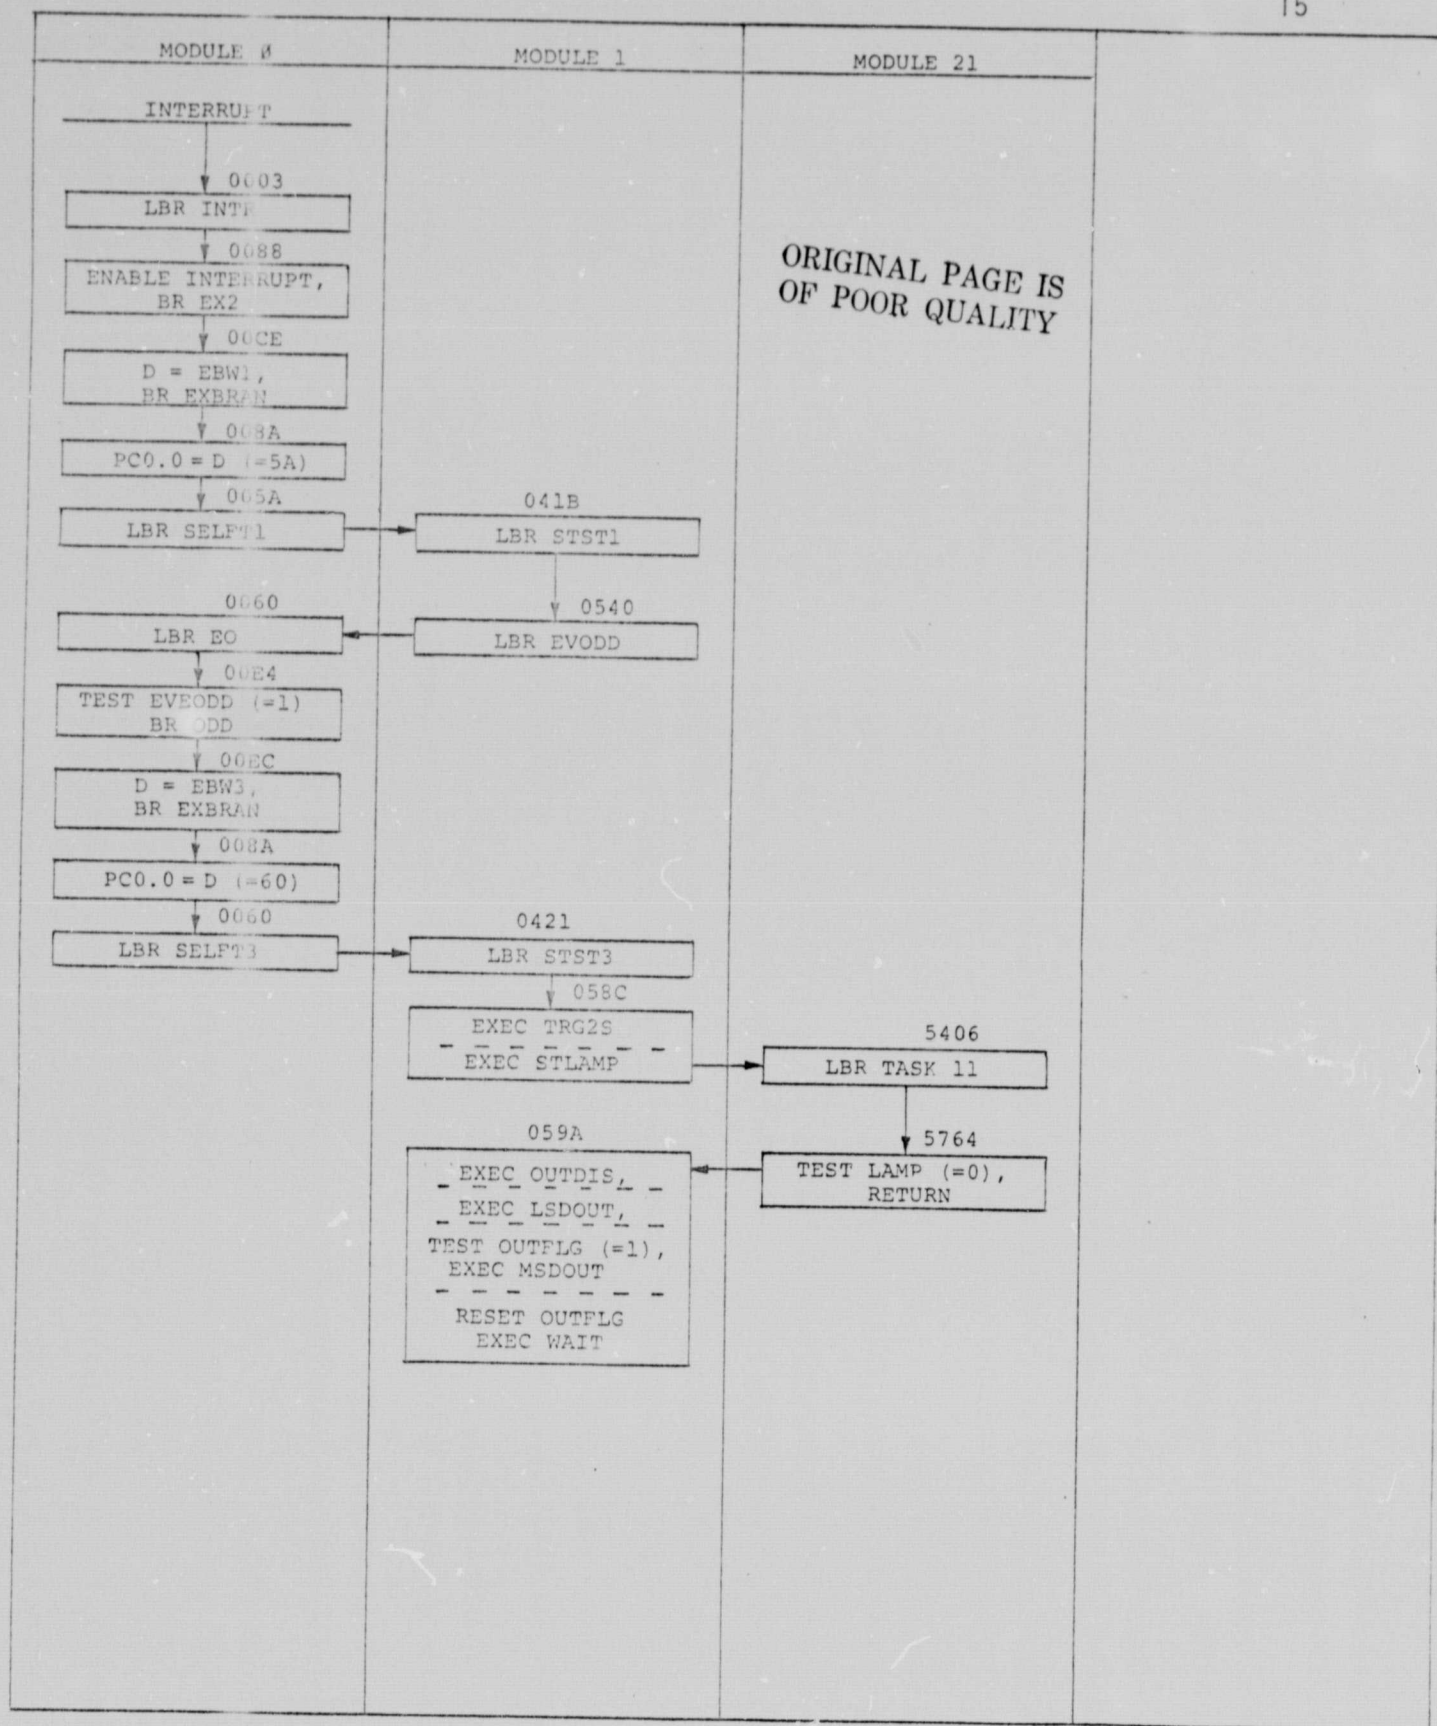 15
MODULE Ø
MODULE 1
MODULE 21
INTERRUPT
0003
LBR INTR
0088
ENABLE INTERRUPT,
BR EX2
00CE
D = EBW1,
BR EXBRAN
008A
PC0.0 = D (=5A)
005A
LBR SELFT1
041B
LBR STST1
0540
LBR EVODD
0060
LBR EO
00E4
TEST EVEODD (=1)
BR ODD
00EC
D = EBW3,
BR EXBRAN
008A
PC0.0 = D (=60)
0060
LBR SELFT3
0421
LBR STST3
058C
EXEC TRG2S
EXEC STLAMP
5406
LBR TASK 11
5764
TEST LAMP (=0),
RETURN
059A
EXEC OUTDIS,
EXEC LSDOUT,
TEST OUTFLG (=1),
EXEC MSDOUT
RESET OUTFLG
EXEC WAIT
ORIGINAL PAGE IS
OF POOR QUALITY